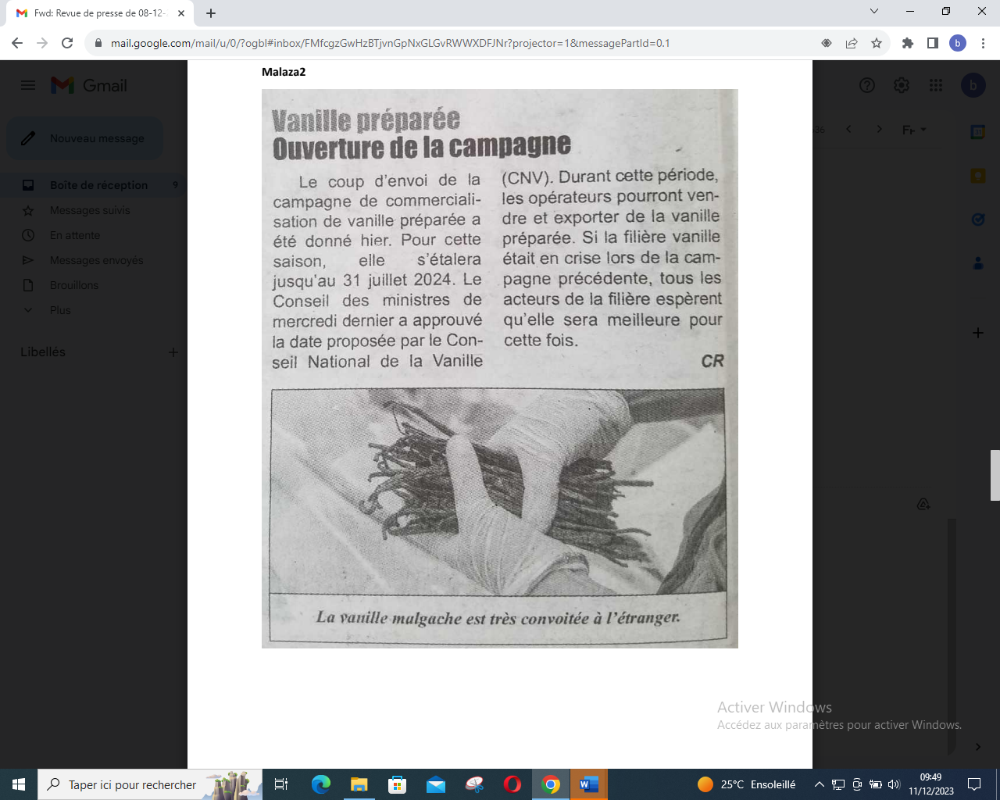 Fwd: Revue de presse de 08-12-
mail.google.com/mail/u/0/?ogbl#inbox/FMfcgzGwHzBTjvnGpNxGLGvRWWXDFJNr?projector=1&messagePartId=0.1
b
Gmail
b
Nouveau message
Boîte de réception 9
Messages suivis
En attente
Messages envoyés
Brouillons
Plus
Libellés
Malaza2
Vanille préparée
Ouverture de la campagne
Le coup d'envoi de la
campagne de commerciali-
sation de vanille préparée a
été donné hier. Pour cette
saison, elle s'étalera
jusqu'au 31 juillet 2024. Le
Conseil des ministres de
mercredi dernier a approuvé
la date proposée par le Con-
seil National de la Vanille
(CNV). Durant cette période,
les opérateurs pourront ven-
dre et exporter de la vanille
préparée. Si la filière vanille
était en crise lors de la cam-
pagne précédente, tous les
acteurs de la filière espèrent
qu'elle sera meilleure pour
cette fois.
CR
La vanille malgache est très convoitée à l'étranger.
Activer Windows
Accédez aux paramètres pour activer Windows.
Taper ici pour rechercher
25°C Ensoleillé
09:49
11/12/2023